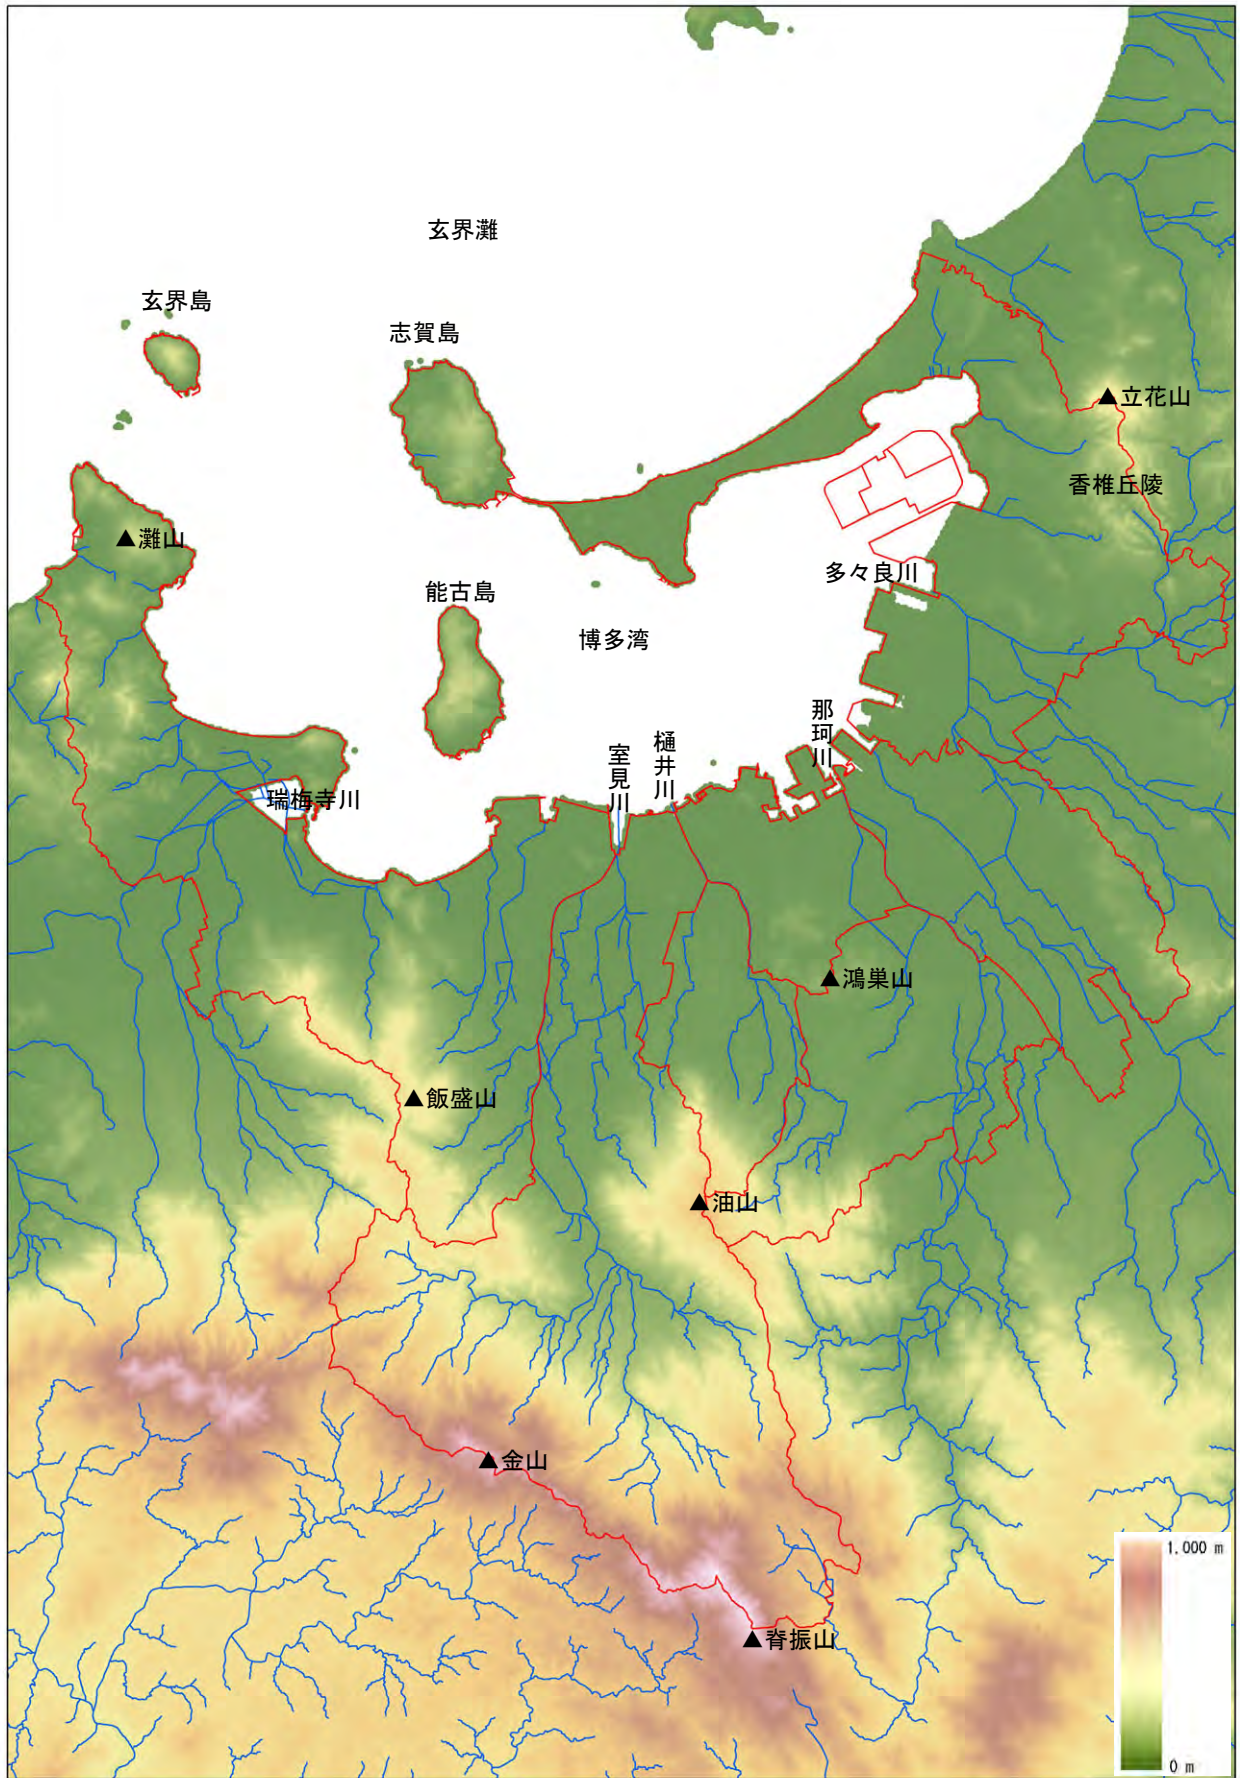 玄界灘
玄界島
志賀島
▲立花山
香椎丘陵
▲灘山
多々良川
能古島
博多湾
那珂川
樋井川
室見川
瑞梅寺川
▲鴻巣山
▲飯盛山
▲油山
▲金山
1.000 m
▲脊振山
0 m